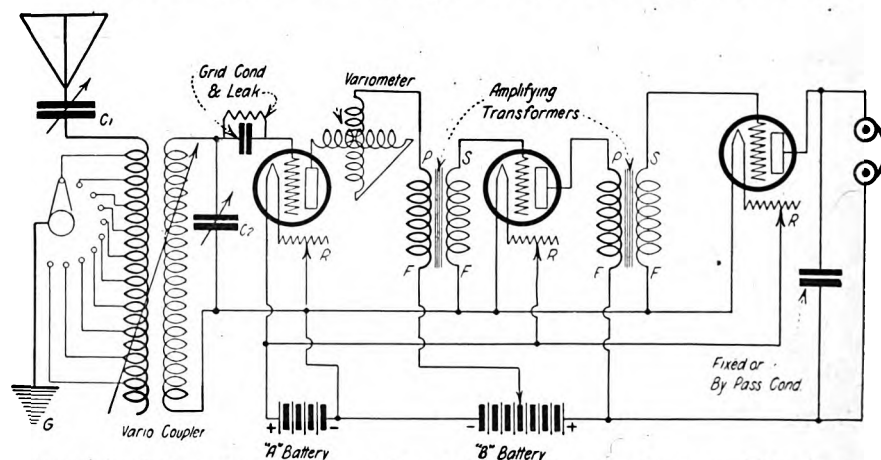 Grid Cond
& Leak
Variometer
Amplifying
Transformers
C1
C2
P
S
P
S
R
F
F
R
F
F
R
G
Vario Coupler
+
-
"A" Battery
-
+
"B" Battery
Fixed or
By Pass Cond.